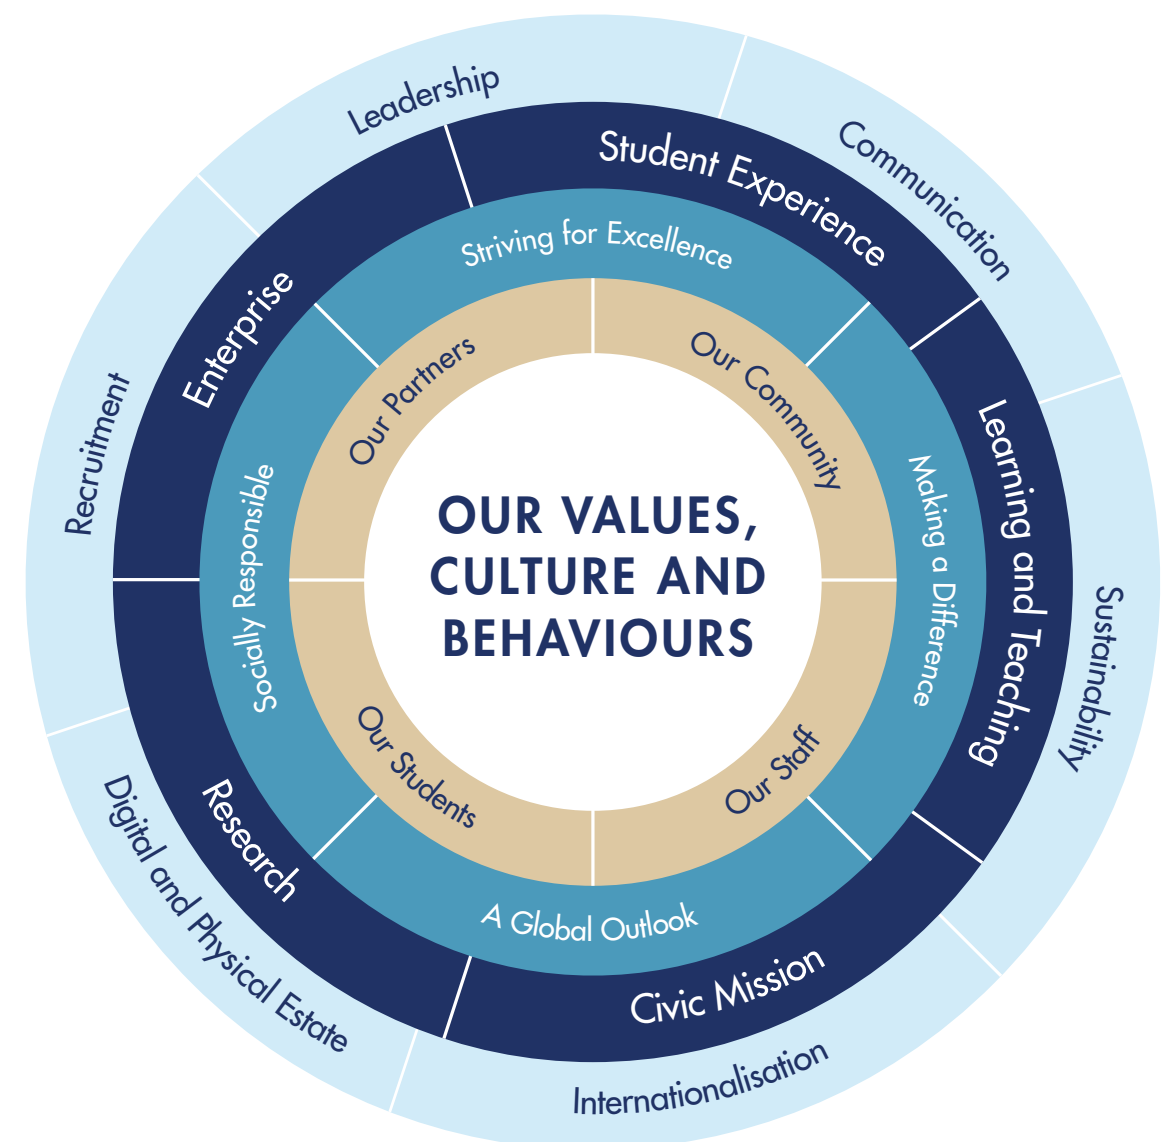 Leadership
Communication
Sustainability
Internationalisation
Digital and Physical Estate
Recruitment
Student Experience
Learning and Teaching
Civic Mission
Research
Enterprise
Striving for Excellence
Making a Difference
A Global Outlook
Socially Responsible
Our Partners
Our Community
Our Staff
Our Students
OUR VALUES,
CULTURE AND
BEHAVIOURS